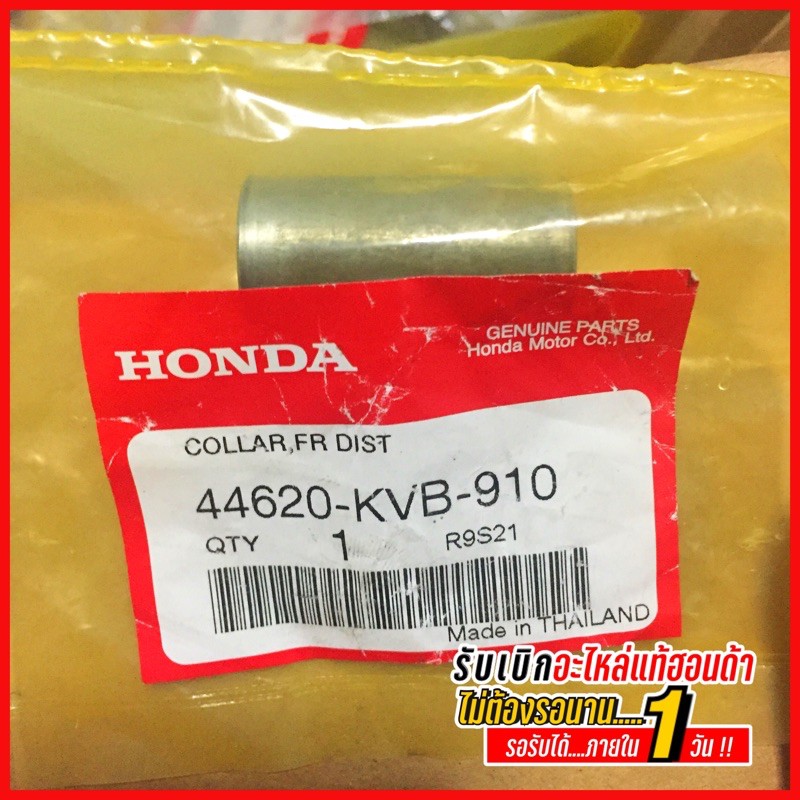 HONDA
GENUINE PARTS
Honda Motor Co., Ltd.
COLLAR,FR DIST
44620-KVB-910
QTY 1 R9S21
Made in THAILAND
รับเบิกอะไหล่แท้ฮอนด้า
ไม่ต้องรอนาน.....1
รอรับได้....ภายใน วัน !!